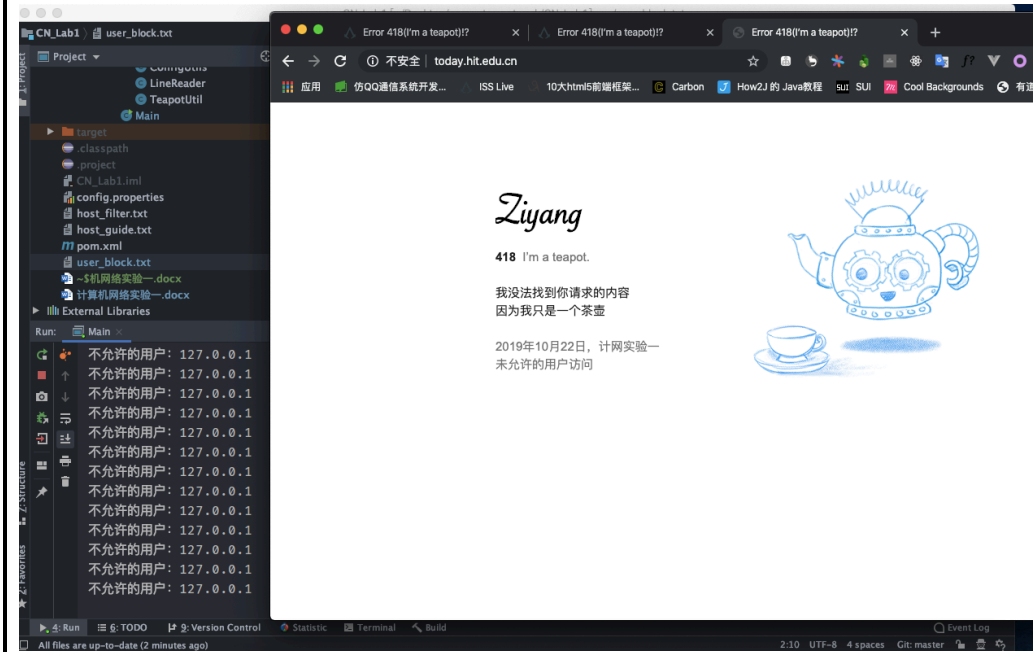 CN_Lab1 〉 user_block.txt
Project
LineReader
TeapotUtil
Main
target
.classpath
.project
CN_Lab1.iml
config.properties
host_filter.txt
host_guide.txt
pom.xml
user_block.txt
~$机网络实验一.docx
计算机网络实验一.docx
External Libraries
1: Project
Run: Main ×
不允许的用户: 127.0.0.1
不允许的用户: 127.0.0.1
不允许的用户: 127.0.0.1
不允许的用户: 127.0.0.1
不允许的用户: 127.0.0.1
不允许的用户: 127.0.0.1
不允许的用户: 127.0.0.1
不允许的用户: 127.0.0.1
不允许的用户: 127.0.0.1
不允许的用户: 127.0.0.1
不允许的用户: 127.0.0.1
不允许的用户: 127.0.0.1
不允许的用户: 127.0.0.1
Z: Structure
2: Favorites
Error 418(I'm a teapot)!? ×
Error 418(I'm a teapot)!? ×
Error 418(I'm a teapot)!? × +
不安全 | today.hit.edu.cn
应用 仿QQ通信系统开发... ISS Live 10大html5前端框架... Carbon How2J 的 Java教程 SUI SUI Cool Backgrounds 有道
Ziyang
418 I'm a teapot.
我没法找到你请求的内容
因为我只是一个茶壶
2019年10月22日，计网实验一
未允许的用户访问
4: Run 6: TODO 9: Version Control Statistic Terminal Build Event Log
All files are up-to-date (2 minutes ago) 2:10 UTF-8 4 spaces Git: master